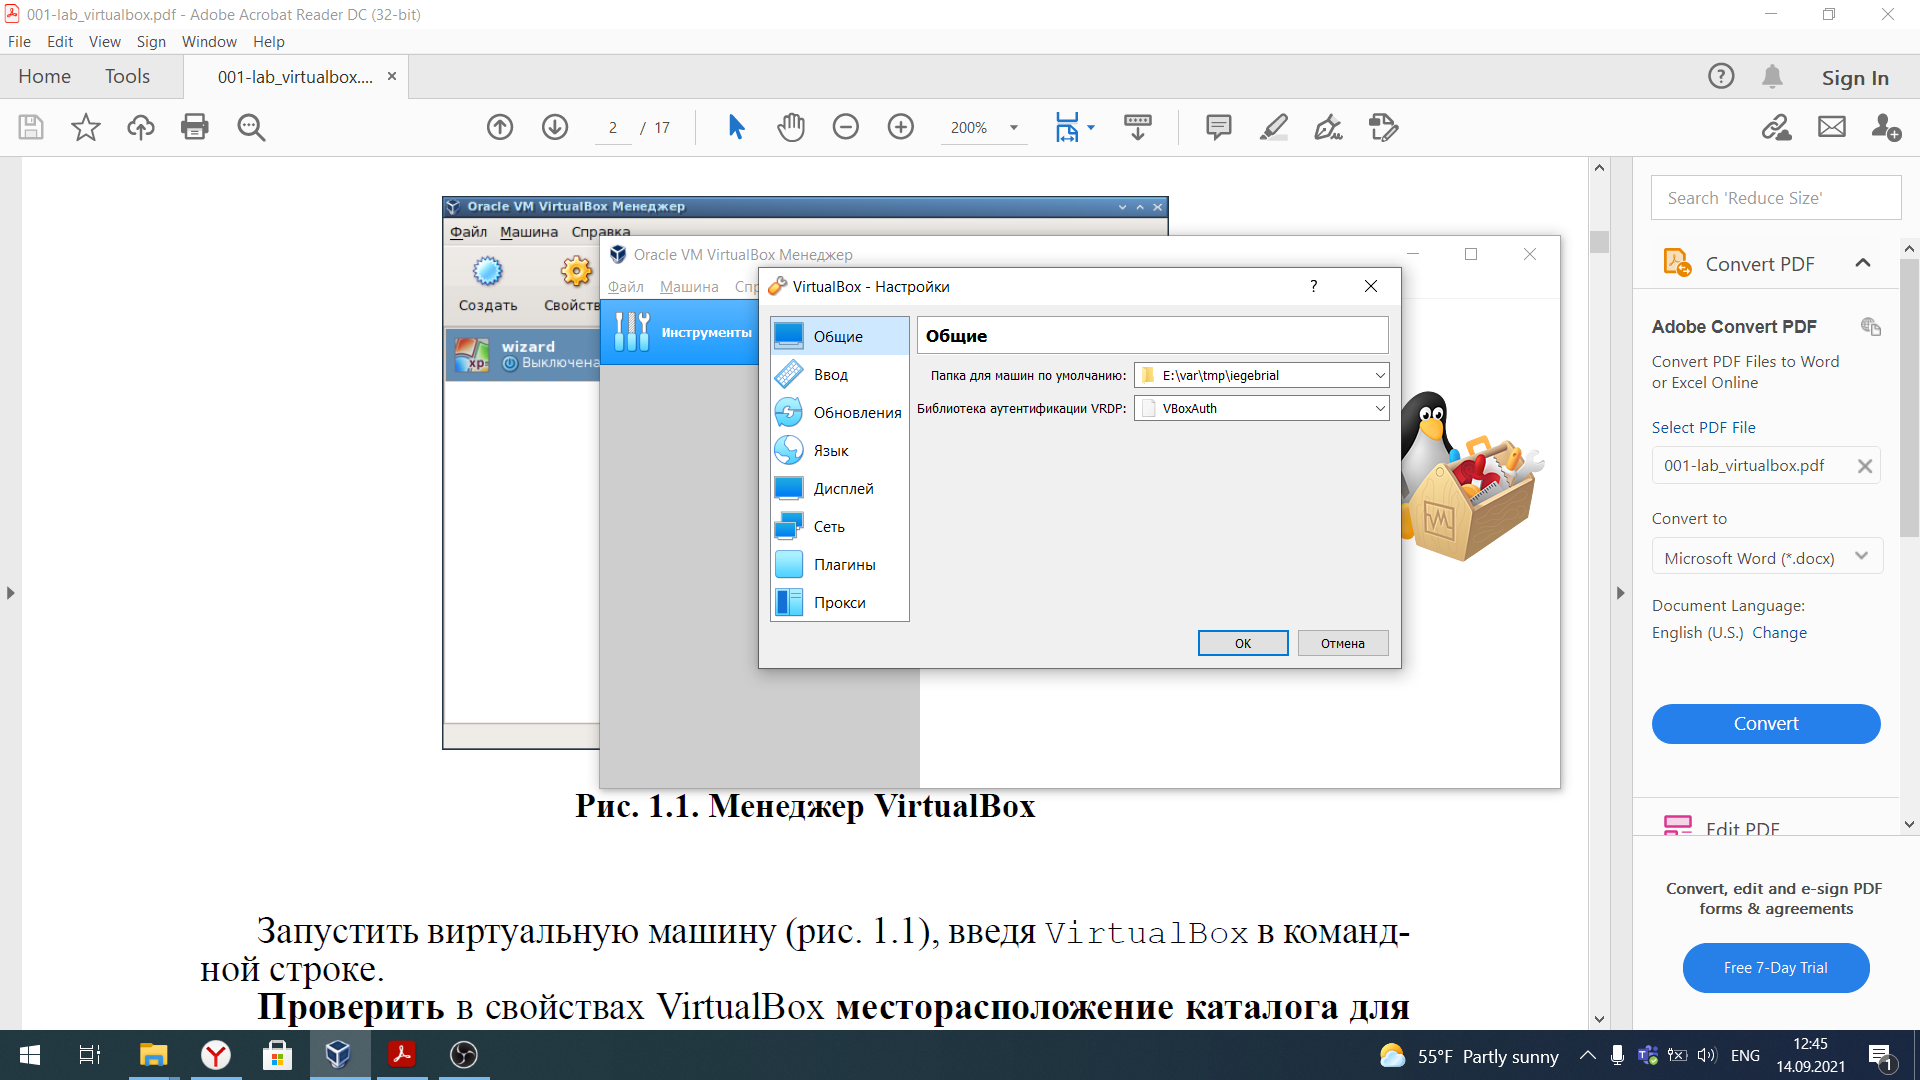 001-lab_virtualbox.pdf - Adobe Acrobat Reader DC (32-bit)
File Edit View Sign Window Help
Home Tools 001-lab_virtualbox.... Sign In
2 / 17 200%
Oracle VM VirtualBox Менеджер
Файл Машина Справка
Создать
wizard
Выключена
Oracle VM VirtualBox Менеджер
Файл Машина
Инструменты
VirtualBox - Настройки
Общие
Ввод
Обновления
Язык
Дисплей
Сеть
Плагины
Прокси
Общие
Папка для машин по умолчанию: E:\var\tmp\iegebrial
Библиотека аутентификации VRDP: VBoxAuth
OK Отмена
Рис. 1.1. Менеджер VirtualBox
Запустить виртуальную машину (рис. 1.1), введя VirtualBox в команд-
ной строке.
Проверить в свойствах VirtualBox месторасположение каталога для
Search 'Reduce Size'
Convert PDF
Adobe Convert PDF
Convert PDF Files to Word
or Excel Online
Select PDF File
001-lab_virtualbox.pdf
Convert to
Microsoft Word (*.docx)
Document Language:
English (U.S.) Change
Convert
Edit PDF
Convert, edit and e-sign PDF
forms & agreements
Free 7-Day Trial
55°F Partly sunny ENG 12:45
14.09.2021
1